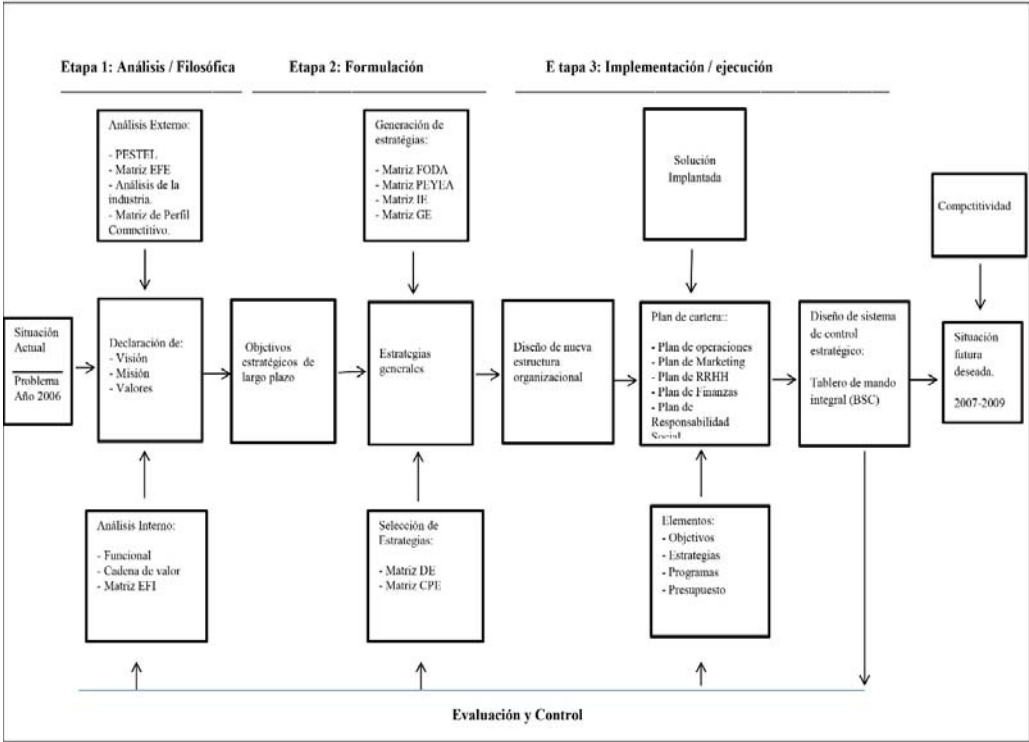 Etapa 1: Análisis / Filosófica
Etapa 2: Formulación
E tapa 3: Implementación / ejecución
Análisis Externo:
- PESTEL
- Matriz EFE
- Análisis de la
industria.
- Matriz de Perfil
Competitivo.
Generación de
estratégias:
- Matriz FODA
- Matriz PEYEA
- Matriz IE
- Matriz GE
Solución
Implantada
Competitividad
Situación
Actual
Problema
Año 2006
Declaración de:
- Visión
- Misión
- Valores
Objetivos
estratégicos de
largo plazo
Estrategias
generales
Diseño de nueva
estructura
organizacional
Plan de cartera::
- Plan de operaciones
- Plan de Marketing
- Plan de RRHH
- Plan de Finanzas
- Plan de
Responsabilidad
Social
Diseño de sistema
de control
estratégico:
Tablero de mando
integral (BSC)
Situación
futura
deseada.
2007-2009
Análisis Interno:
- Funcional
- Cadena de valor
- Matriz EFI
Selección de
Estrategias:
- Matriz DE
- Matriz CPE
Elementos:
- Objetivos
- Estrategias
- Programas
- Presupuesto
Evaluación y Control